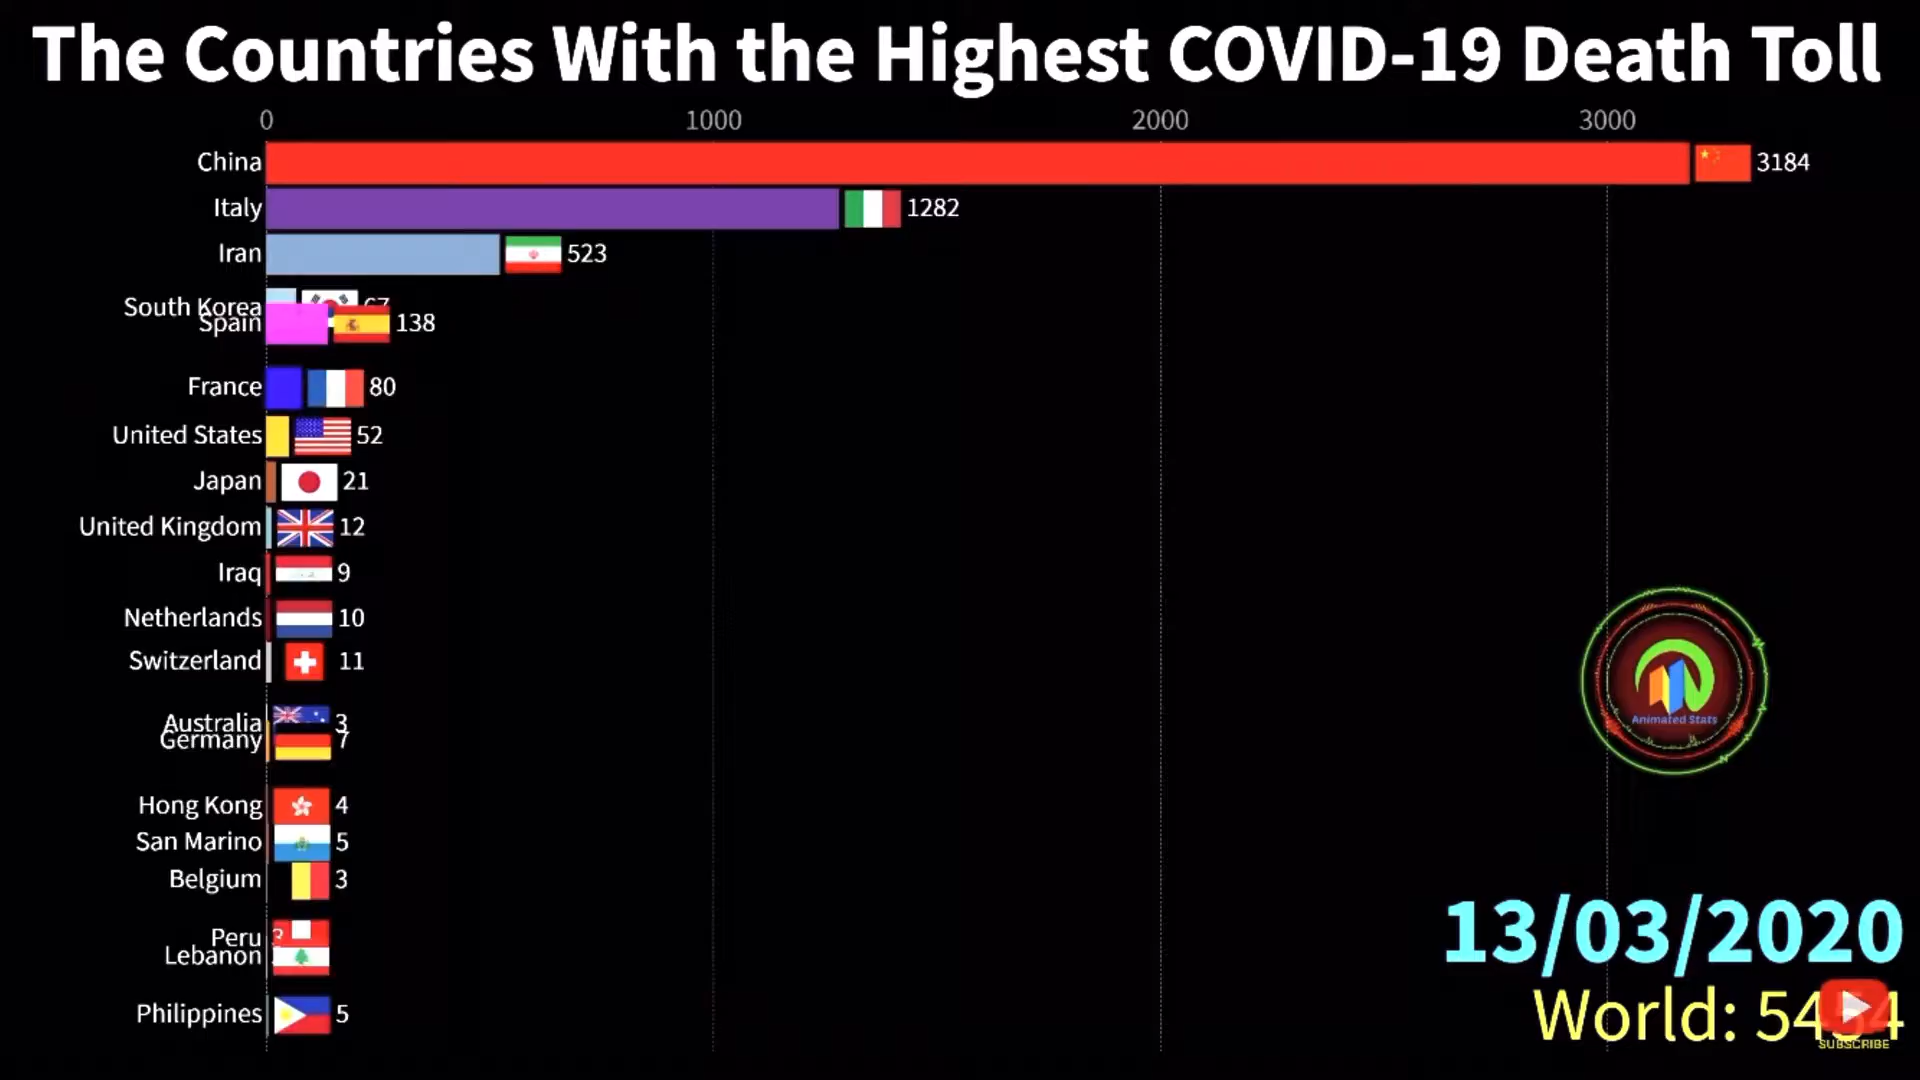 The Countries With the Highest COVID-19 Death Toll
0 1000 2000 3000
China 3184
Italy 1282
Iran 523
South Korea 67
Spain 138
France 80
United States 52
Japan 21
United Kingdom 12
Iraq 9
Netherlands 10
Switzerland 11
Australia 3
Germany 7
Hong Kong 4
San Marino 5
Belgium 3
Peru
Lebanon
Philippines 5
Animated Stats
13/03/2020
World: 5454
SUBSCRIBE